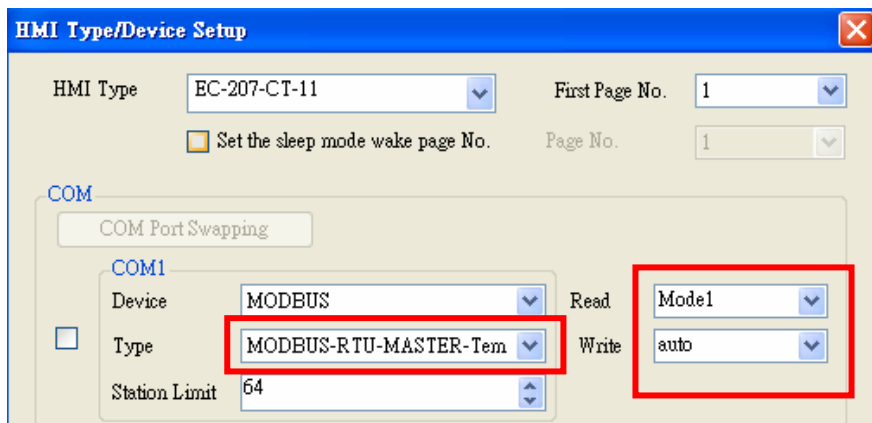 HMI Type/Device Setup
HMI Type EC-207-CT-11 First Page No. 1
Set the sleep mode wake page No. Page No. 1
COM
COM Port Swapping
COM1
Device MODBUS Read Mode1
Type MODBUS-RTU-MASTER-Tem Write auto
Station Limit 64